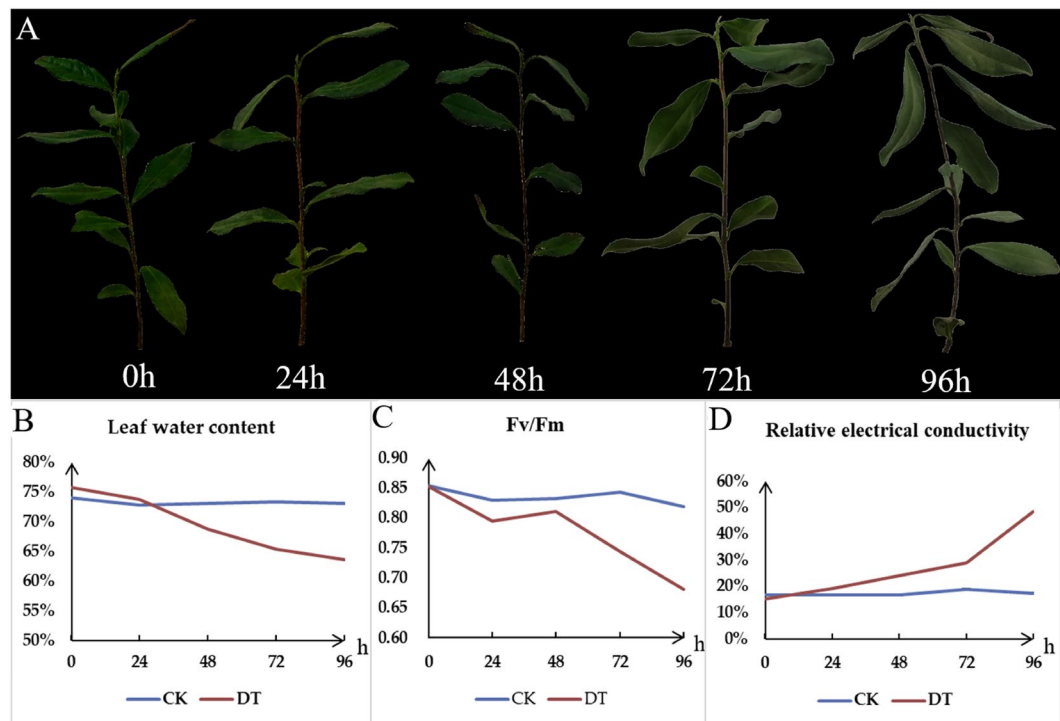 A
0h 24h 48h 72h 96h
B
Leaf water content
80%
75%
70%
65%
60%
55%
50%
0 24 48 72 96
h
CK DT
C
Fv/Fm
0.90
0.85
0.80
0.75
0.70
0.65
0.60
0 24 48 72 96
h
CK DT
D
Relative electrical conductivity
60%
50%
40%
30%
20%
10%
0%
0 24 48 72 96
h
CK DT